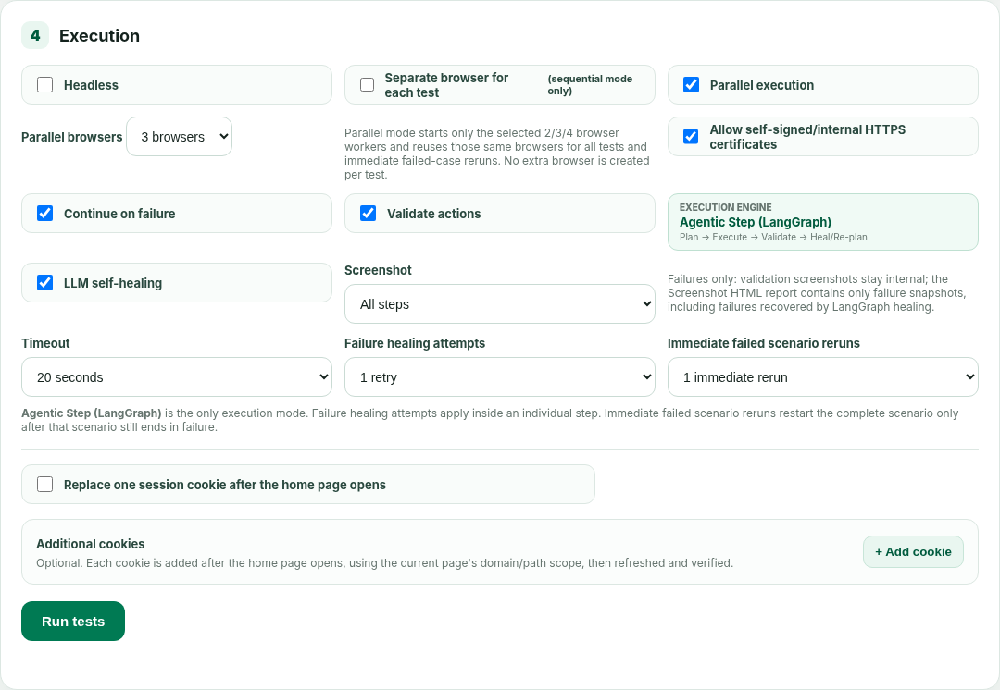 4 Execution
Headless
Separate browser for
each test
(sequential mode
only)
Parallel execution
Parallel browsers 3 browsers
Parallel mode starts only the selected 2/3/4 browser
workers and reuses those same browsers for all tests and
immediate failed-case reruns. No extra browser is created
per test.
Allow self-signed/internal HTTPS
certificates
Continue on failure
Validate actions
EXECUTION ENGINE
Agentic Step (LangGraph)
Plan → Execute → Validate → Heal/Re-plan
LLM self-healing
Screenshot
All steps
Failures only: validation screenshots stay internal; the
Screenshot HTML report contains only failure snapshots,
including failures recovered by LangGraph healing.
Timeout
20 seconds
Failure healing attempts
1 retry
Immediate failed scenario reruns
1 immediate rerun
Agentic Step (LangGraph) is the only execution mode. Failure healing attempts apply inside an individual step. Immediate failed scenario reruns restart the complete scenario only
after that scenario still ends in failure.
Replace one session cookie after the home page opens
Additional cookies
Optional. Each cookie is added after the home page opens, using the current page's domain/path scope, then refreshed and verified.
+ Add cookie
Run tests